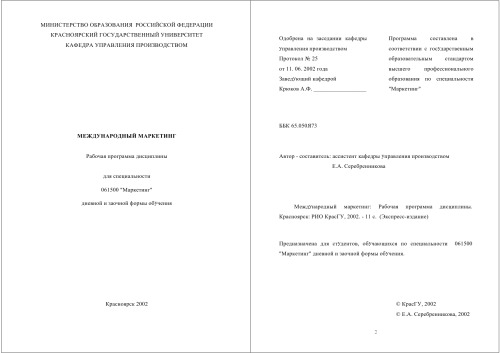 МИНИСТЕРСТВО ОБРАЗОВАНИЯ РОССИЙСКОЙ ФЕДЕРАЦИИ
КРАСНОЯРСКИЙ ГОСУДАРСТВЕННЫЙ УНИВЕРСИТЕТ
КАФЕДРА УПРАВЛЕНИЯ ПРОИЗВОДСТВОМ
МЕЖДУНАРОДНЫЙ МАРКЕТИНГ
Рабочая программа дисциплины
для специальности
061500 "Маркетинг"
дневной и заочной формы обучения
Красноярск 2002
Одобрена на заседании кафедры
управления производством
Протокол № 25
от 11. 06. 2002 года
Заведующий кафедрой
Крюков А.Ф. ___________________
Программа составлена в
соответствии с государственным
образовательным стандартом
высшего профессионального
образования по специальности
"Маркетинг"
ББК 65.050.873
Автор - составитель: ассистент кафедры управления производством
Е.А. Серебренникова
Международный маркетинг: Рабочая программа дисциплины.
Красноярск: РИО КрасГУ, 2002. - 11 с. (Экспресс-издание)
Предназначена для студентов, обучающихся по специальности 061500
"Маркетинг" дневной и заочной формы обучения.
© КрасГУ, 2002
© Е.А. Серебренникова, 2002
2